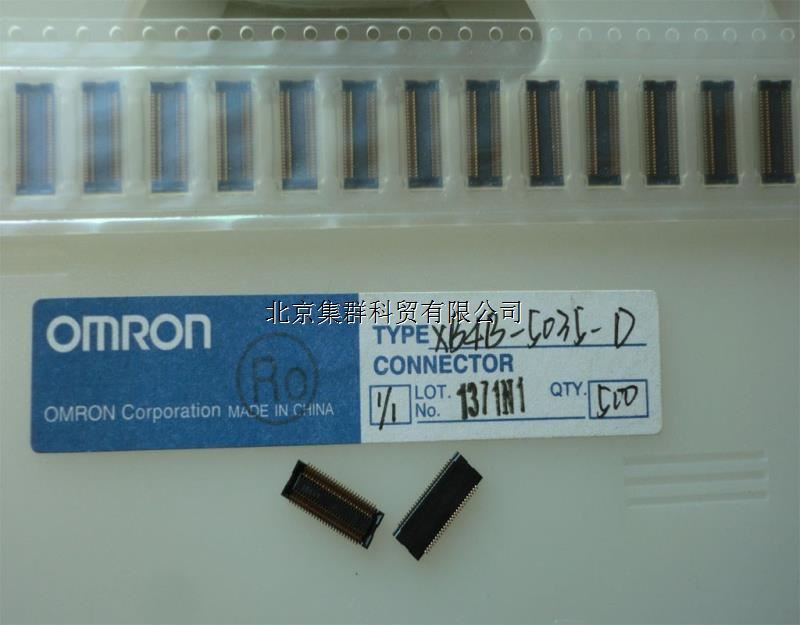 北京集群科贸有限公司
OMRON
TYPE XB4B-5035-D
CONNECTOR
Ro
1/1 LOT. No. 1371N1 QTY. 500
OMRON Corporation MADE IN CHINA